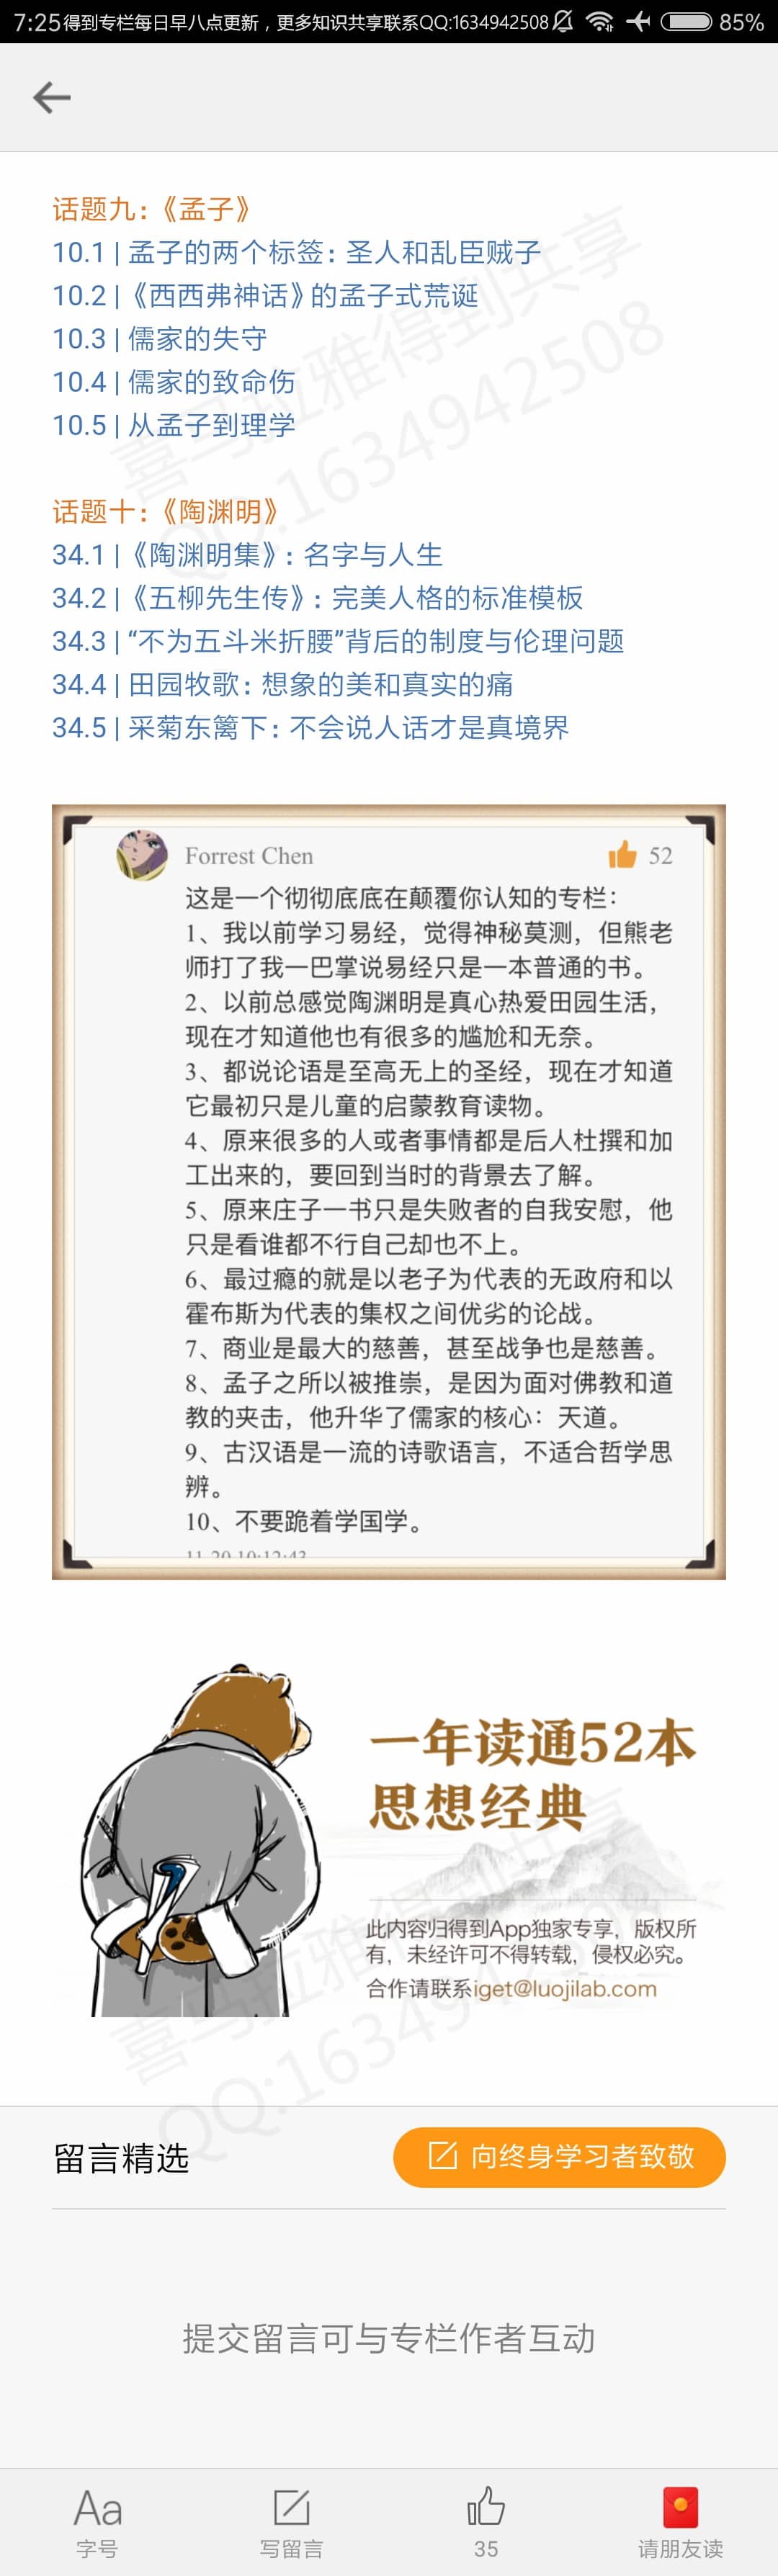 7:25得到专栏每日早八点更新，更多知识共享联系QQ:1634942508 85%
话题九：《孟子》
10.1 | 孟子的两个标签：圣人和乱臣贼子
10.2 |《西西弗神话》的孟子式荒诞
10.3 | 儒家的失守
10.4 | 儒家的致命伤
10.5 | 从孟子到理学
喜马拉雅得到共享
QQ:1634942508
话题十：《陶渊明》
34.1 |《陶渊明集》：名字与人生
34.2 |《五柳先生传》：完美人格的标准模板
34.3 | “不为五斗米折腰”背后的制度与伦理问题
34.4 | 田园牧歌：想象的美和真实的痛
34.5 | 采菊东篱下：不会说人话才是真境界
Forrest Chen 52
这是一个彻彻底底在颠覆你认知的专栏：
1、我以前学习易经，觉得神秘莫测，但熊老
师打了我一巴掌说易经只是一本普通的书。
2、以前总感觉陶渊明是真心热爱田园生活，
现在才知道他也有很多的尴尬和无奈。
3、都说论语是至高无上的圣经，现在才知道
它最初只是儿童的启蒙教育读物。
4、原来很多的人或者事情都是后人杜撰和加
工出来的，要回到当时的背景去了解。
5、原来庄子一书只是失败者的自我安慰，他
只是看谁都不行自己却也不上。
6、最过瘾的就是以老子为代表的无政府和以
霍布斯为代表的集权之间优劣的论战。
7、商业是最大的慈善，甚至战争也是慈善。
8、孟子之所以被推崇，是因为面对佛教和道
教的夹击，他升华了儒家的核心：天道。
9、古汉语是一流的诗歌语言，不适合哲学思
辨。
10、不要跪着学国学。
11-20 10:12:43
一年读通52本
思想经典
此内容归得到App独家专享，版权所
有，未经许可不得转载，侵权必究。
合作请联系iget@luojilab.com
喜马拉雅得到共享
QQ:1634942508
留言精选
向终身学习者致敬
提交留言可与专栏作者互动
Aa
字号
写留言
35
请朋友读